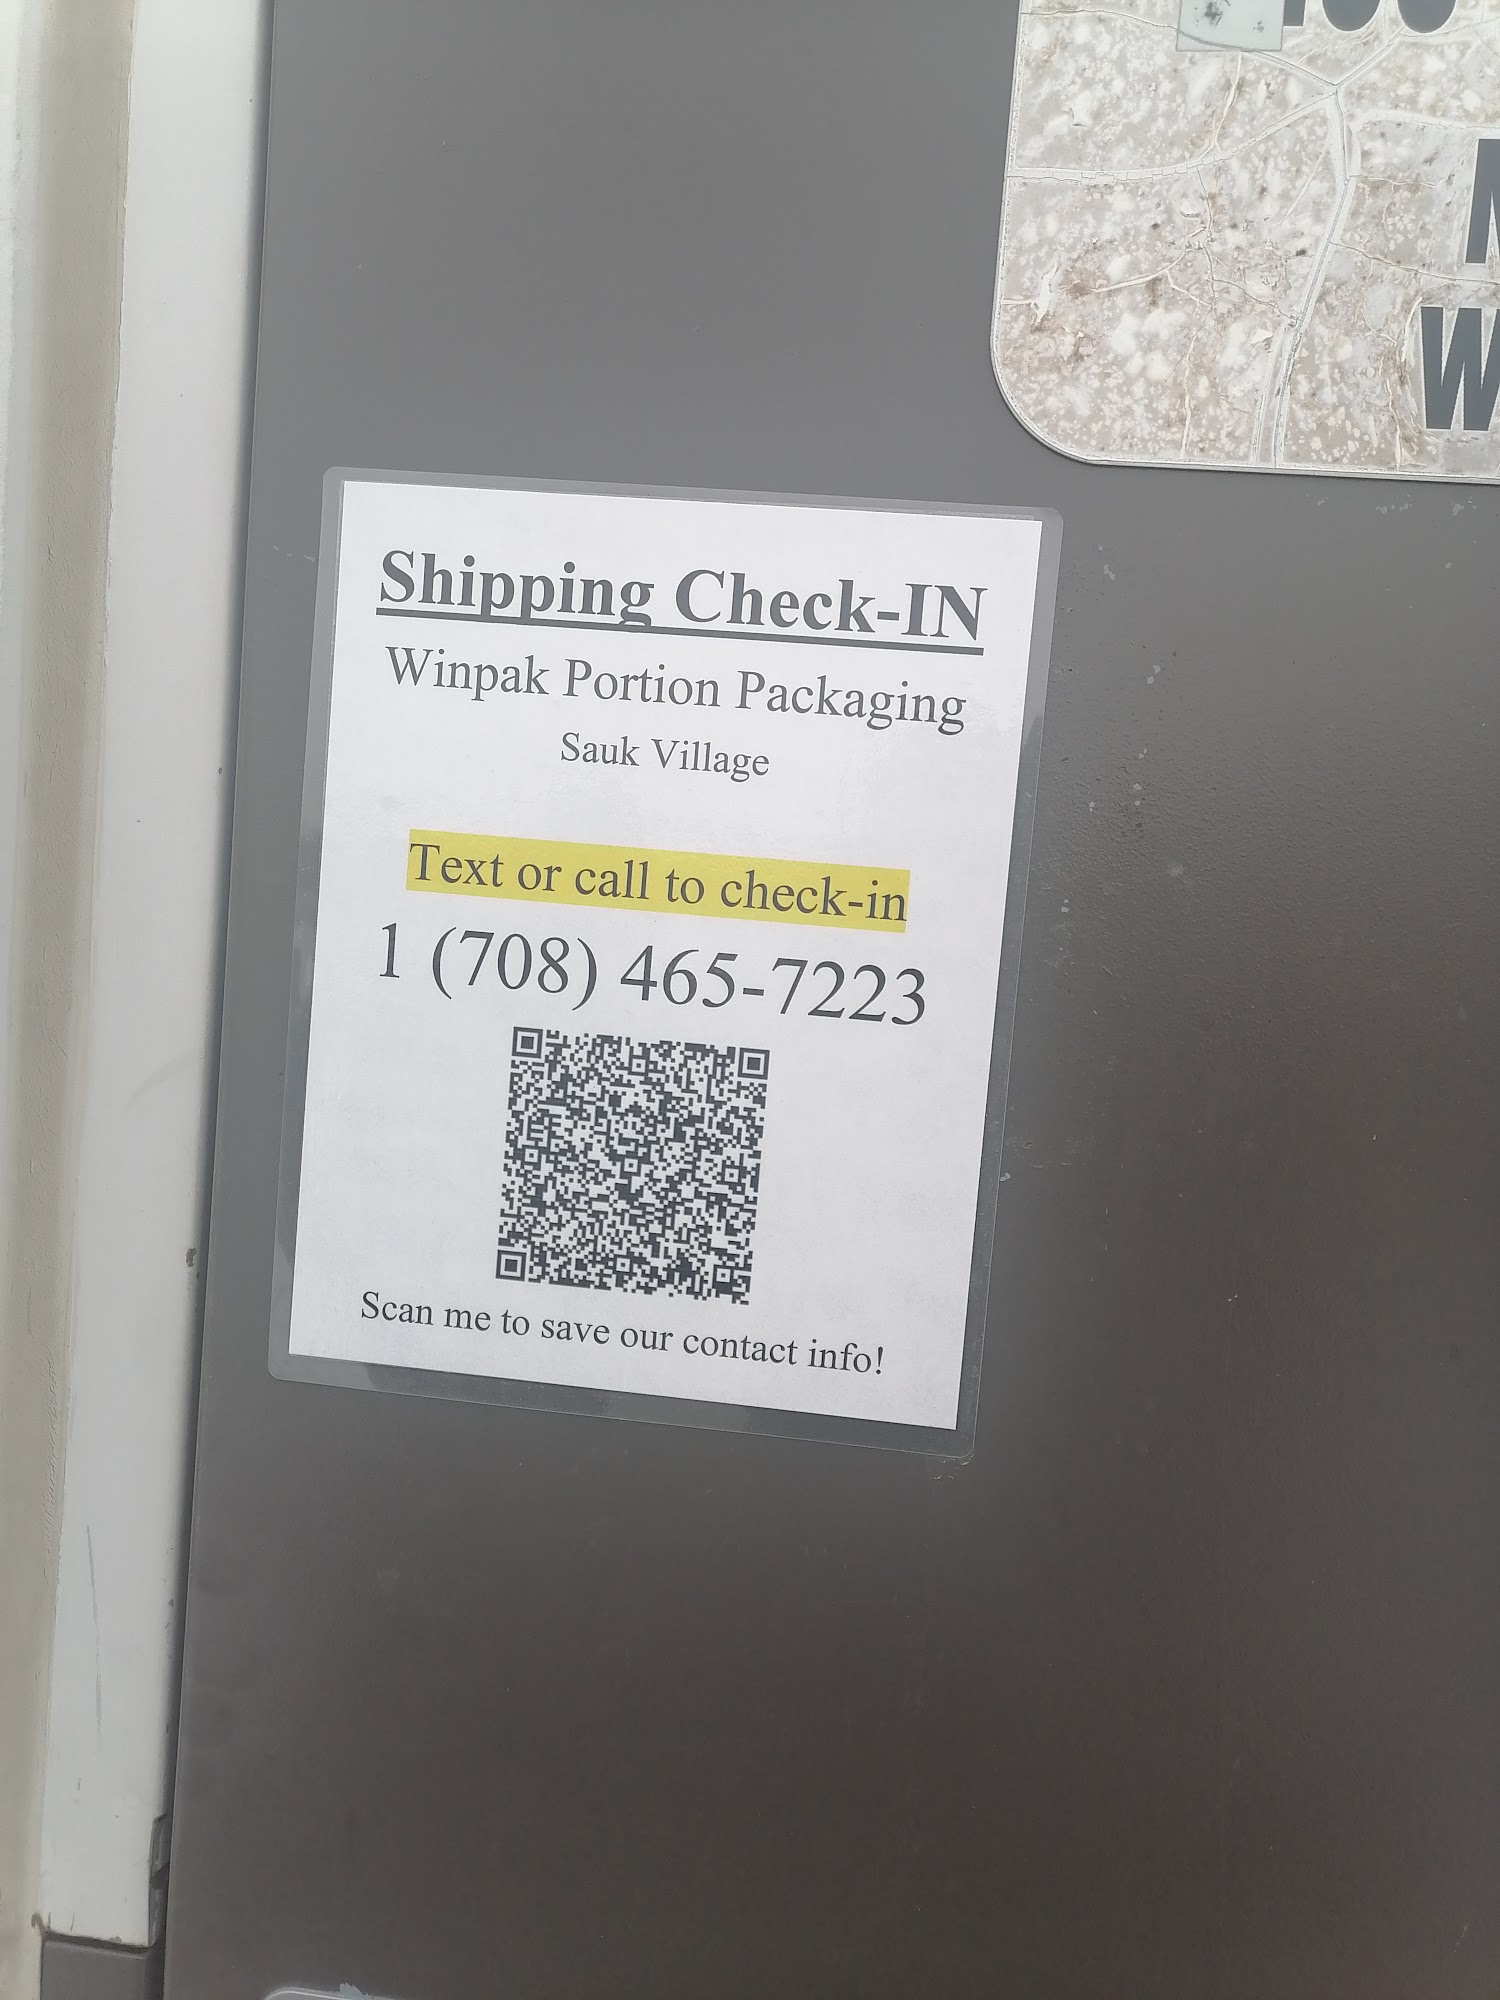 Shipping Check-IN
Winpak Portion Packaging
Sauk Village
Text or call to check-in
1 (708) 465-7223
Scan me to save our contact info!